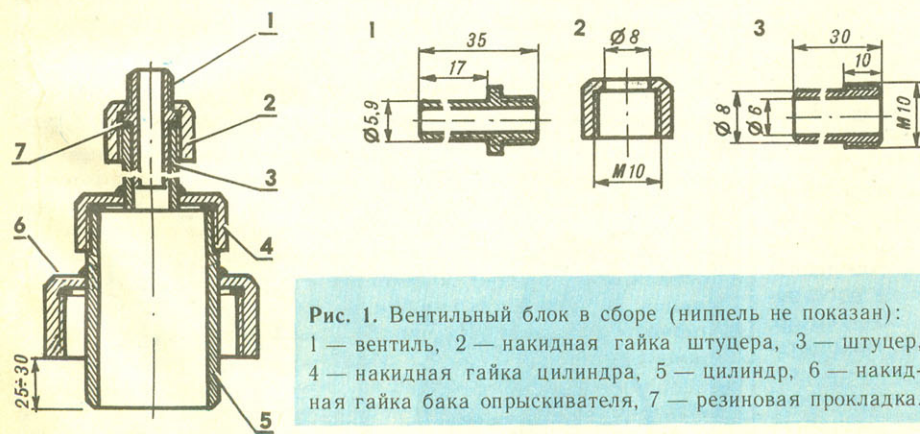 1
2
7
3
6
4
25÷30
5
1
35
17
Ø5,9
2
Ø8
M10
3
30
10
Ø8
Ø6
M10
Рис. 1. Вентильный блок в сборе (ниппель не показан):
1 — вентиль, 2 — накидная гайка штуцера, 3 — штуцер,
4 — накидная гайка цилиндра, 5 — цилиндр, 6 — накид-
ная гайка бака опрыскивателя, 7 — резиновая прокладка.